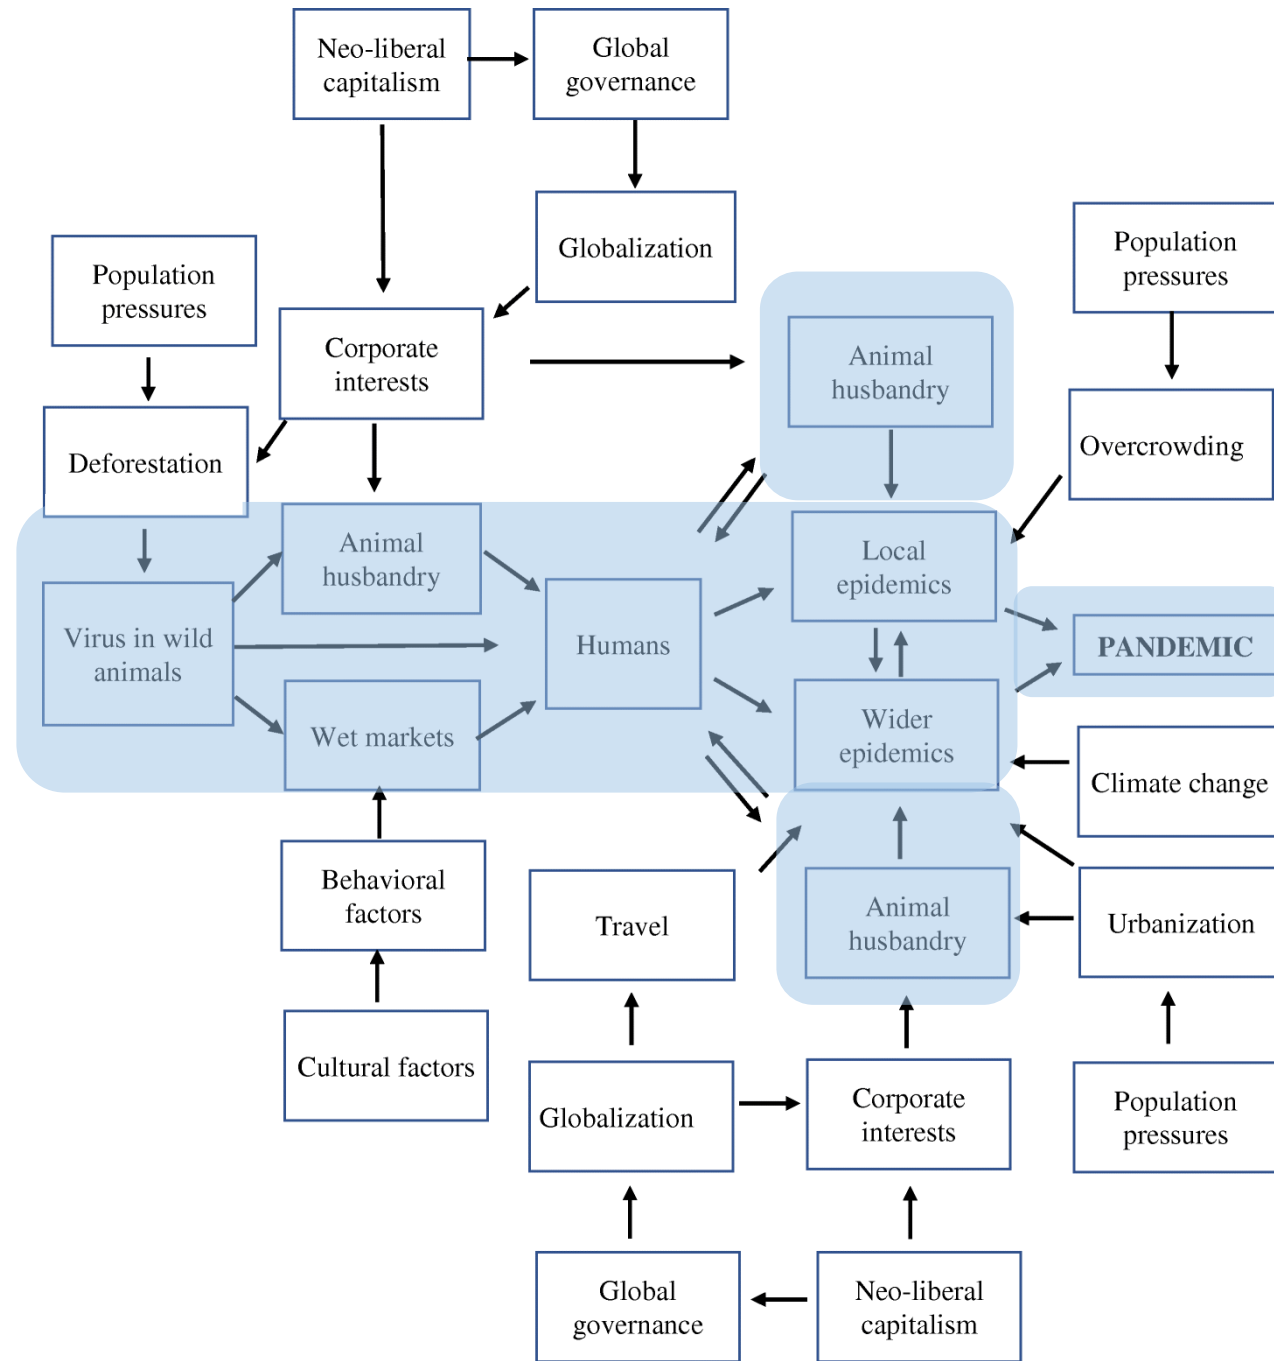 Neo-liberal
capitalism
Global
governance
Globalization
Population
pressures
Population
pressures
Corporate
interests
Animal
husbandry
Deforestation
Overcrowding
Animal
husbandry
Local
epidemics
Virus in wild
animals
Humans
PANDEMIC
Wet markets
Wider
epidemics
Climate change
Behavioral
factors
Travel
Animal
husbandry
Urbanization
Cultural factors
Globalization
Corporate
interests
Population
pressures
Global
governance
Neo-liberal
capitalism